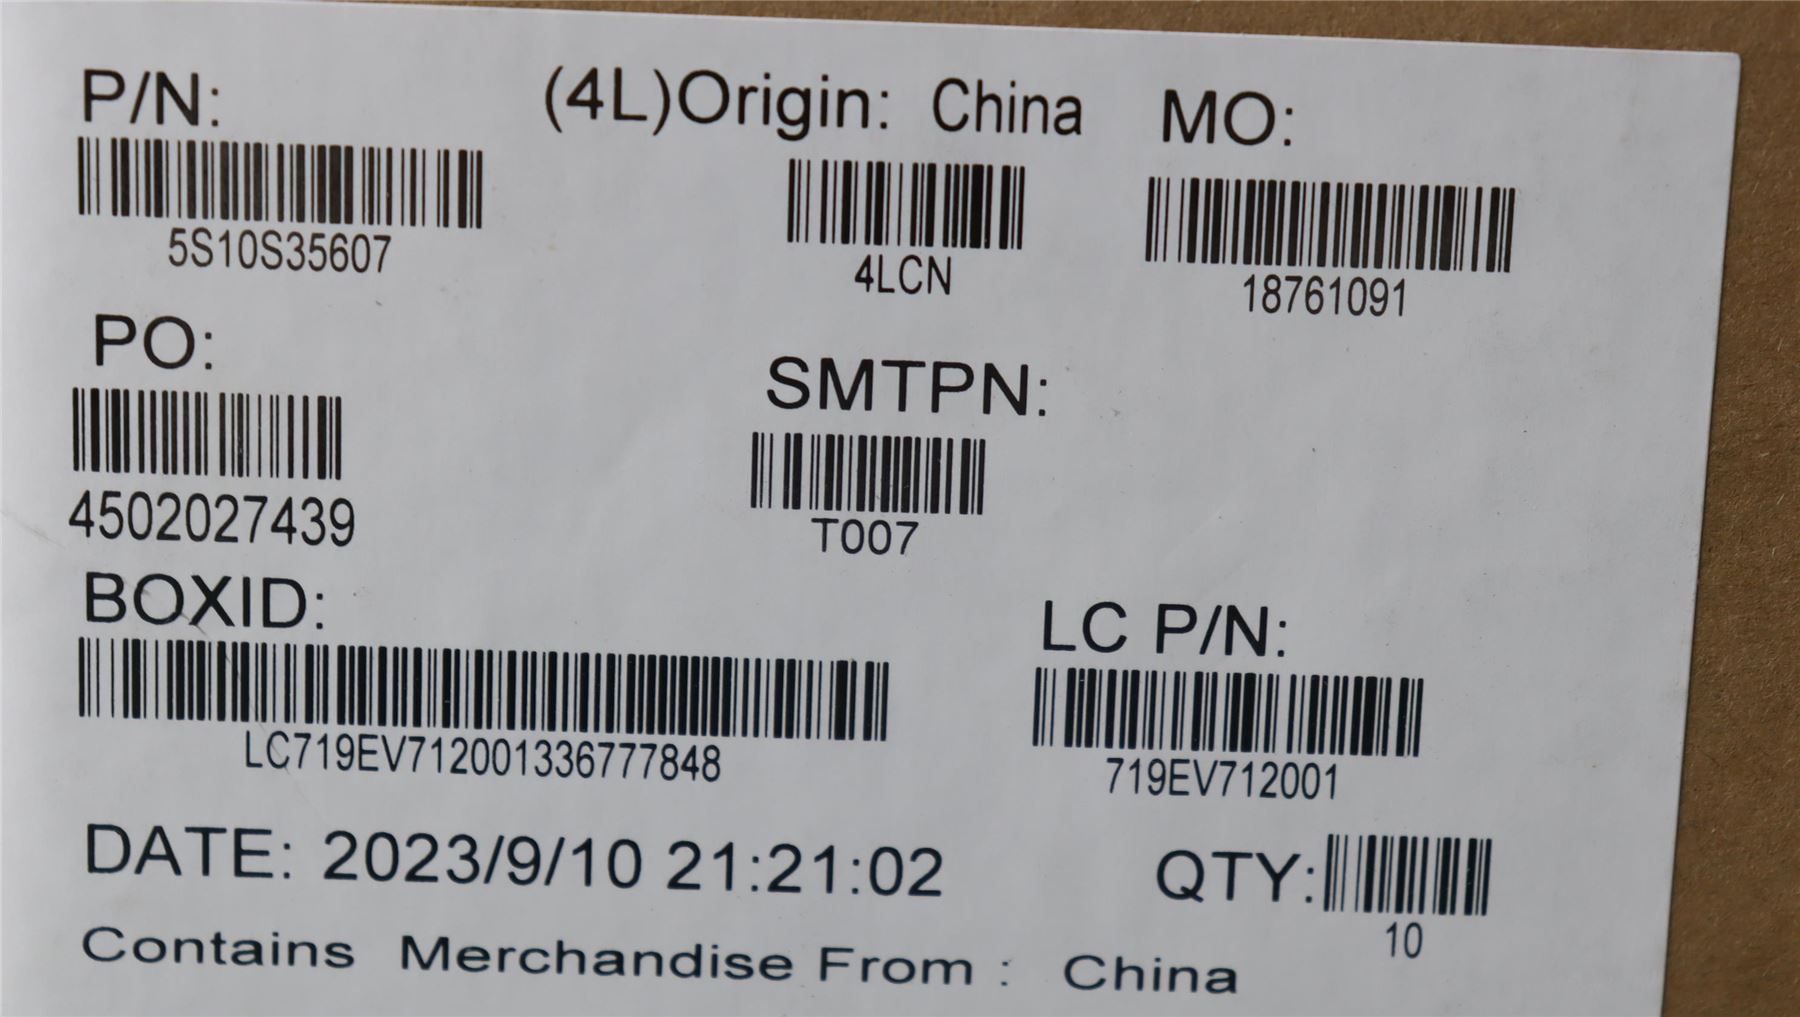 P/N: (4L)Origin: China MO:
5S10S35607 4LCN 18761091
PO: SMTPN:
4502027439 T007
BOXID: LC P/N:
LC719EV712001336777848 719EV712001
DATE: 2023/9/10 21:21:02 QTY:
10
Contains Merchandise From : China